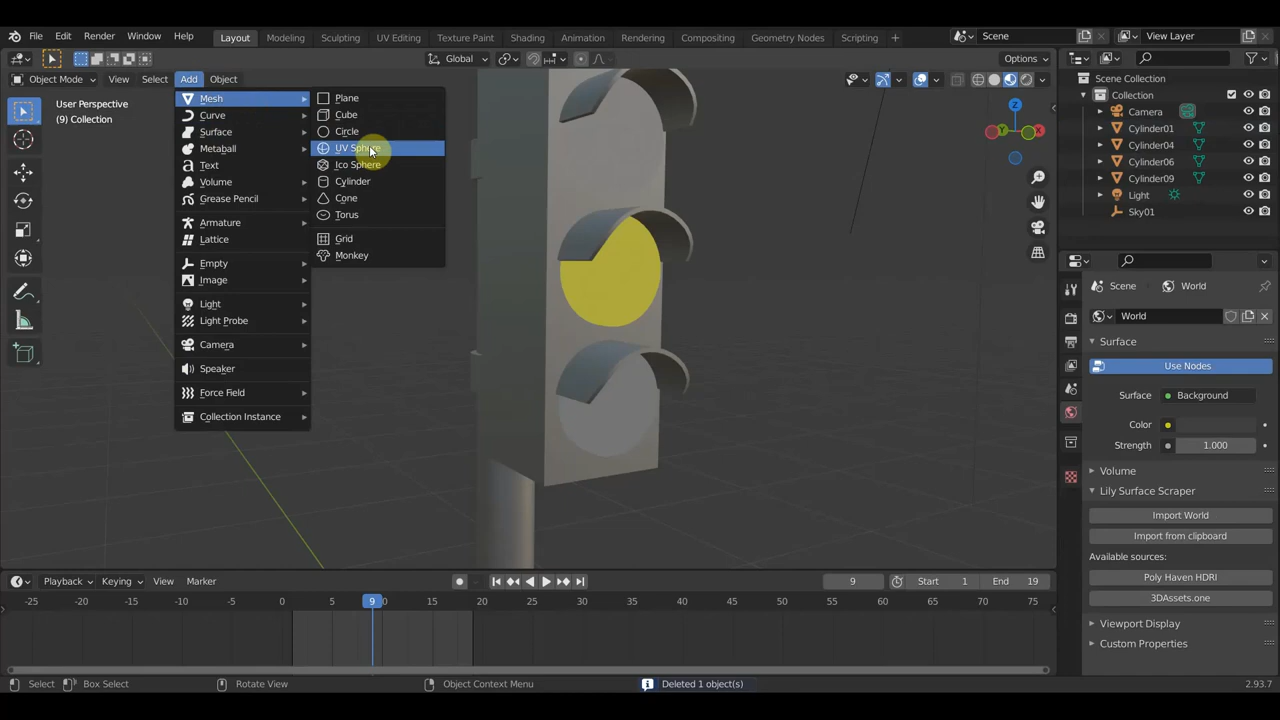 File Edit Render Window Help Layout Modeling Sculpting UV Editing Texture Paint Shading Animation Rendering Compositing Geometry Nodes Scripting + Scene View Layer
Global Options
Object Mode View Select Add Object
User Perspective
(9) Collection
Mesh
Curve
Surface
Metaball
Text
Volume
Grease Pencil
Armature
Lattice
Empty
Image
Light
Light Probe
Camera
Speaker
Force Field
Collection Instance
Plane
Cube
Circle
UV Sphere
Ico Sphere
Cylinder
Cone
Torus
Grid
Monkey
Z
Y
Scene Collection
Collection
Camera
Cylinder01
Cylinder04
Cylinder06
Cylinder09
Light
Sky01
Scene World
World
Surface
Use Nodes
Surface Background
Color
Strength 1.000
Volume
Lily Surface Scraper
Import World
Import from clipboard
Available sources:
Poly Haven HDRI
3DAssets.one
Viewport Display
Custom Properties
Playback Keying View Marker 9 Start 1 End 19
-25 -20 -15 -10 -5 0 5 9 0 15 20 25 30 35 40 45 50 55 60 65 70 75
Select Box Select Rotate View Object Context Menu Deleted 1 object(s) 2.93.7